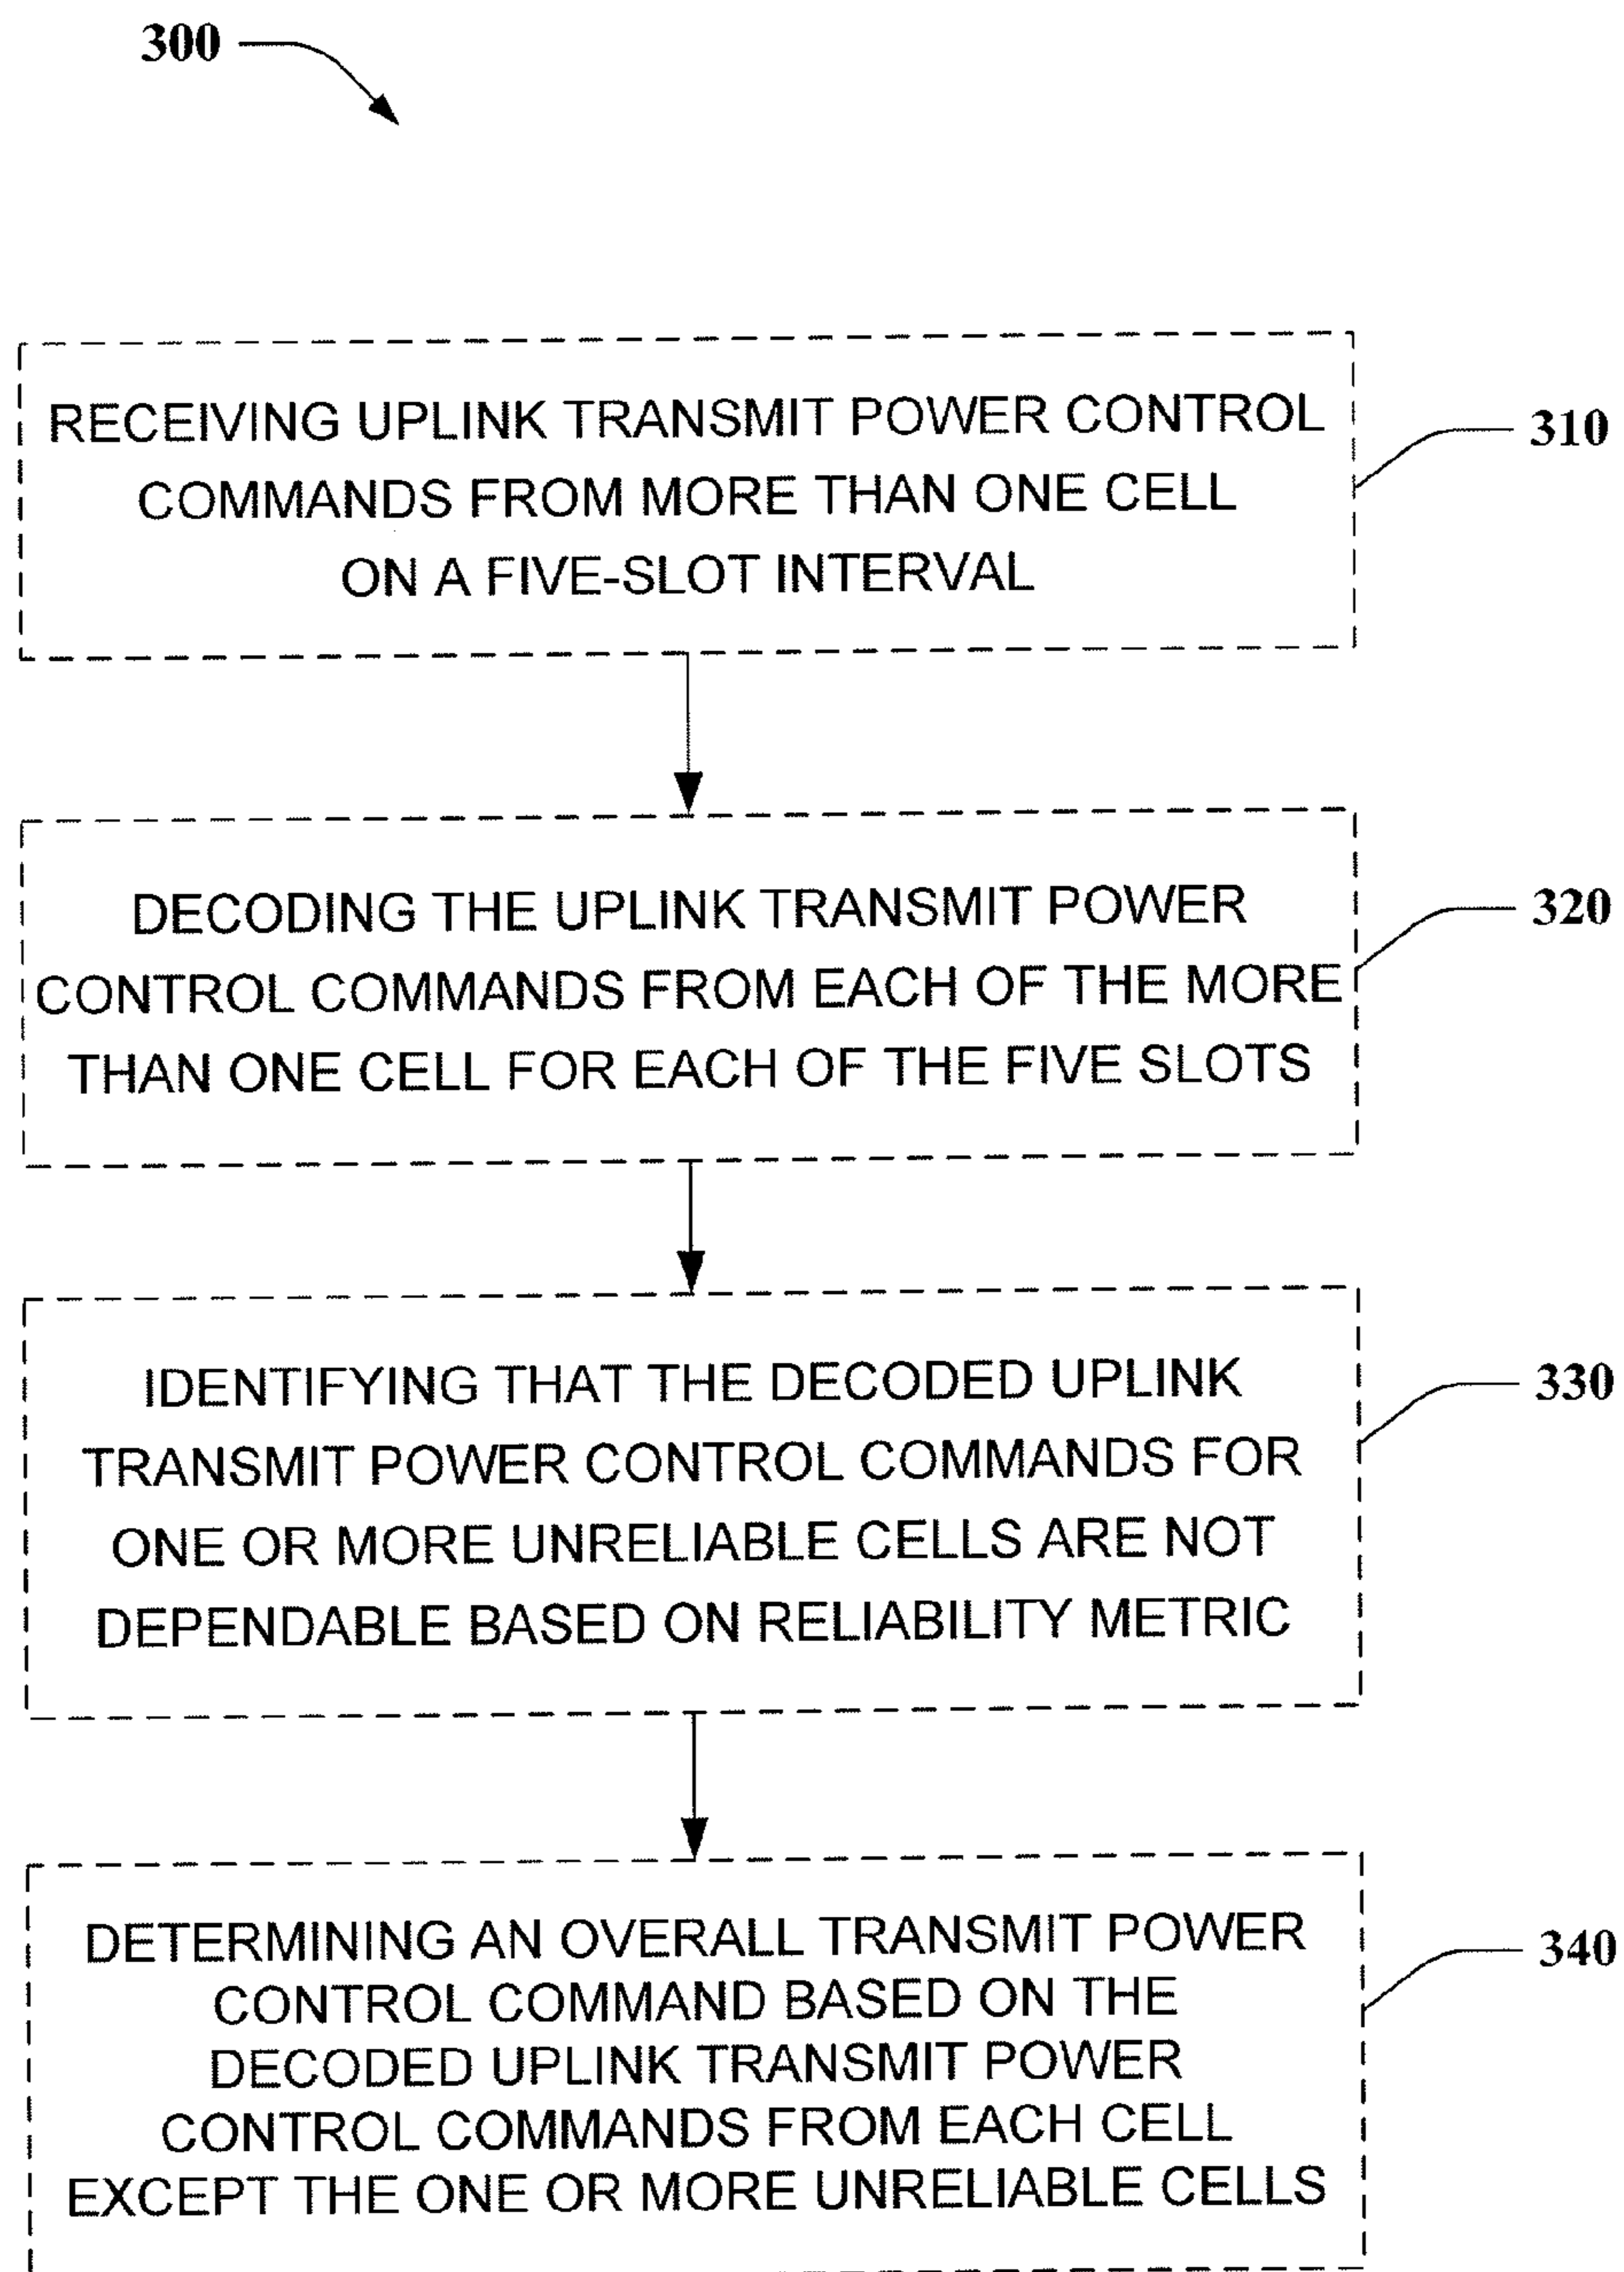 300
RECEIVING UPLINK TRANSMIT POWER CONTROL
COMMANDS FROM MORE THAN ONE CELL
ON A FIVE-SLOT INTERVAL
310
DECODING THE UPLINK TRANSMIT POWER
CONTROL COMMANDS FROM EACH OF THE MORE
THAN ONE CELL FOR EACH OF THE FIVE SLOTS
320
IDENTIFYING THAT THE DECODED UPLINK
TRANSMIT POWER CONTROL COMMANDS FOR
ONE OR MORE UNRELIABLE CELLS ARE NOT
DEPENDABLE BASED ON RELIABILITY METRIC
330
DETERMINING AN OVERALL TRANSMIT POWER
CONTROL COMMAND BASED ON THE
DECODED UPLINK TRANSMIT POWER
CONTROL COMMANDS FROM EACH CELL
EXCEPT THE ONE OR MORE UNRELIABLE CELLS
340